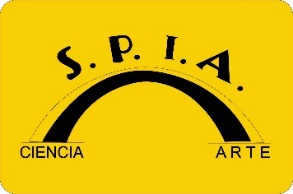 S. P. I. A.
CIENCIA ARTE